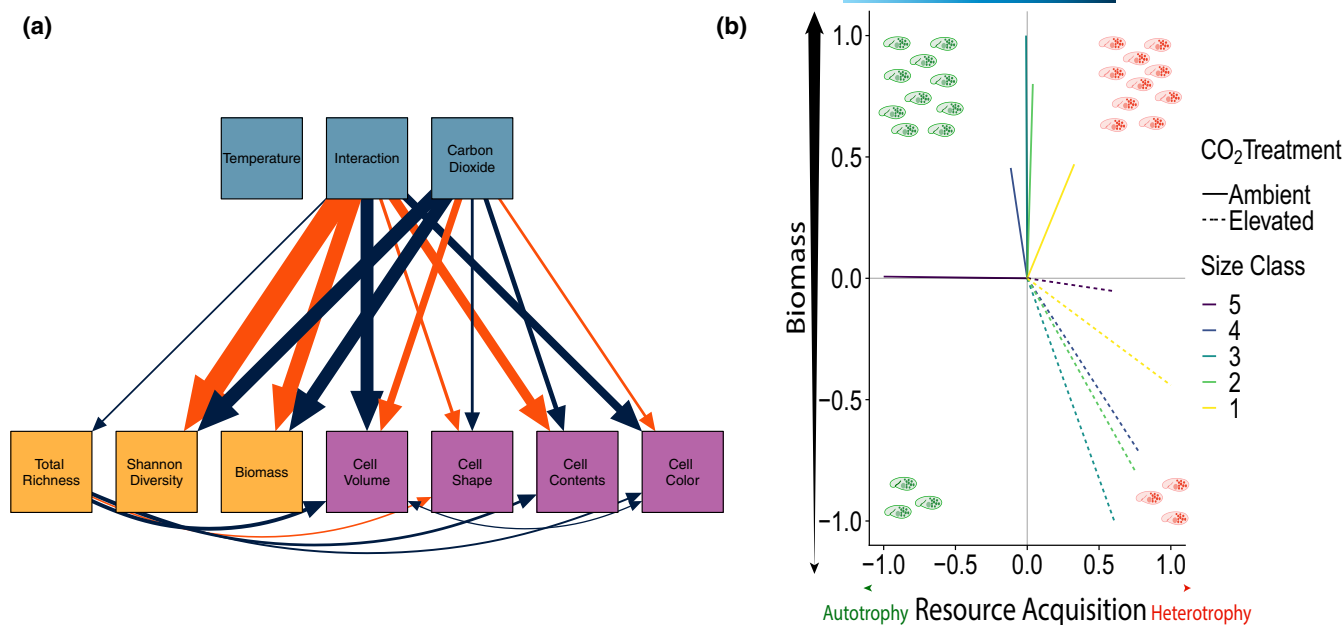 (a)
Temperature
Interaction
Carbon
Dioxide
Total
Richness
Shannon
Diversity
Biomass
Cell
Volume
Cell
Shape
Cell
Contents
Cell
Color
(b)
Biomass
1.0
0.5
0.0
−0.5
−1.0
−1.0
−0.5
0.0
0.5
1.0
Autotrophy Resource Acquisition Heterotrophy
CO₂Treatment
Ambient
Elevated
Size Class
5
4
3
2
1